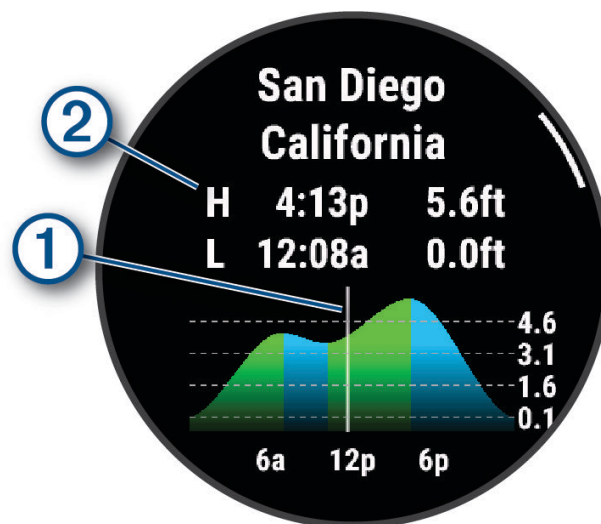 San Diego
California
2
H 4:13p 5.6ft
1
L 12:08a 0.0ft
4.6
3.1
1.6
0.1
6a 12p 6p